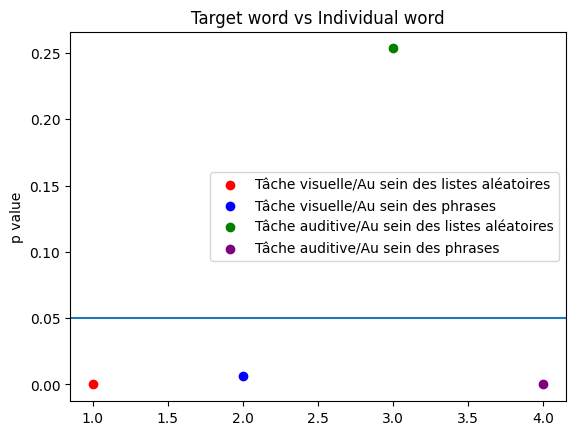 Target word vs Individual word
0.25
0.20
0.15
0.10
0.05
0.00
p value
Tâche visuelle/Au sein des listes aléatoires
Tâche visuelle/Au sein des phrases
Tâche auditive/Au sein des listes aléatoires
Tâche auditive/Au sein des phrases
1.0 1.5 2.0 2.5 3.0 3.5 4.0